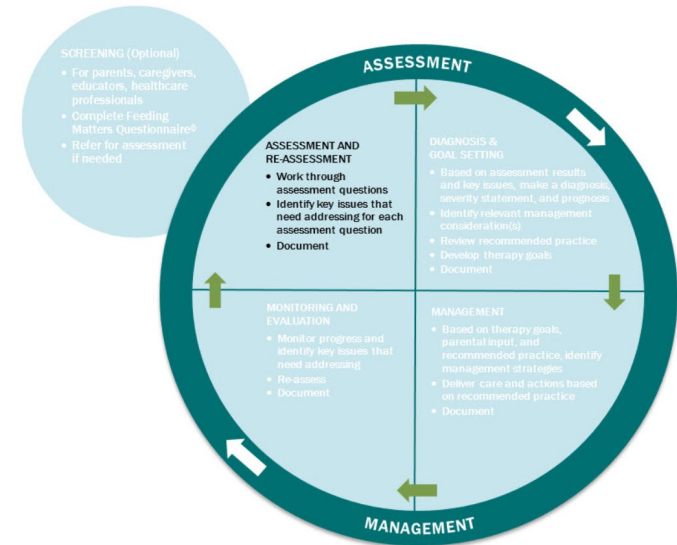 SCREENING (Optional)
• For parents, caregivers,
educators, healthcare
professionals
• Complete Feeding
Matters Questionnaire®
• Refer for assessment
if needed
ASSESSMENT
ASSESSMENT AND
RE-ASSESSMENT
• Work through
assessment questions
• Identify key issues that
need addressing for each
assessment question
• Document
DIAGNOSIS &
GOAL SETTING
• Based on assessment results
and key issues, make a diagnosis,
severity statement, and prognosis
• Identify relevant management
consideration(s)
• Review recommended practice
• Develop therapy goals
• Document
MONITORING AND
EVALUATION
• Monitor progress and
identify key issues that
need addressing
• Re-assess
• Document
MANAGEMENT
• Based on therapy goals,
parental input, and
recommended practice, identify
management strategies
• Deliver care and actions based
on recommended practice
• Document
MANAGEMENT